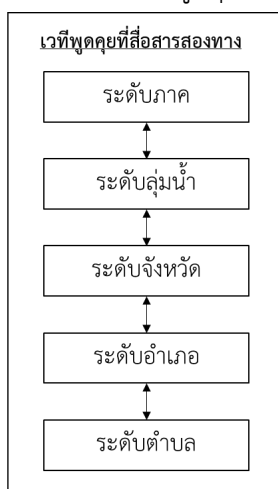 เวทีพูดคุยที่สื่อสารสองทาง
ระดับภาค
ระดับลุ่มน้ำ
ระดับจังหวัด
ระดับอำเภอ
ระดับตำบล